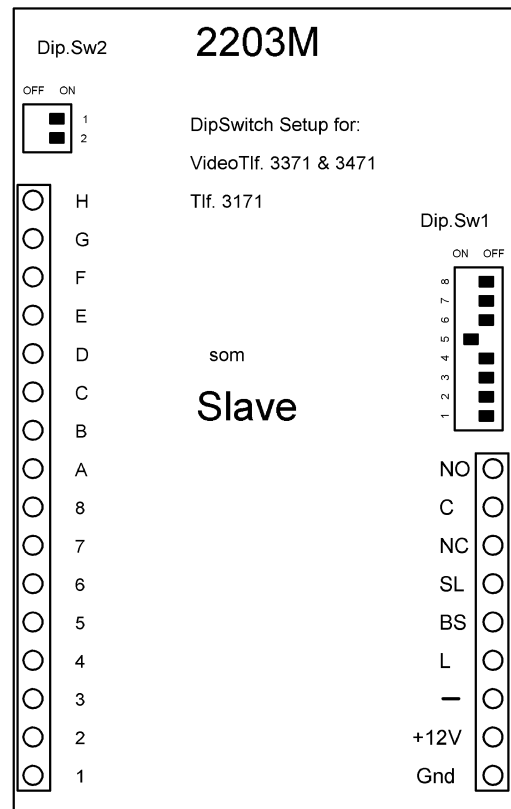 2203M
Dip.Sw2
OFF ON
1
2
DipSwitch Setup for:
VideoTlf. 3371 & 3471
Tlf. 3171
H
G
F
E
D
C
B
A
8
7
6
5
4
3
2
1
som
Slave
Dip.Sw1
ON OFF
8
7
6
5
4
3
2
1
NO
C
NC
SL
BS
L
–
+12V
Gnd